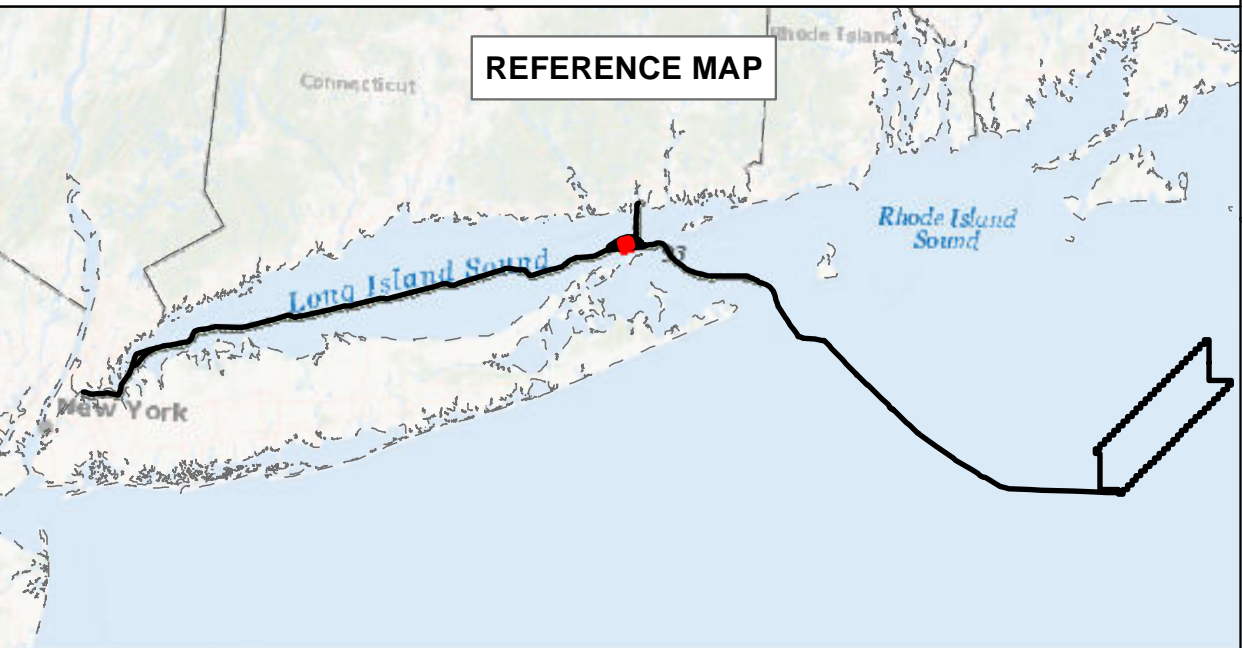 REFERENCE MAP
Rhode Island
Connecticut
Rhode Island
Sound
Long Island Sound
New York